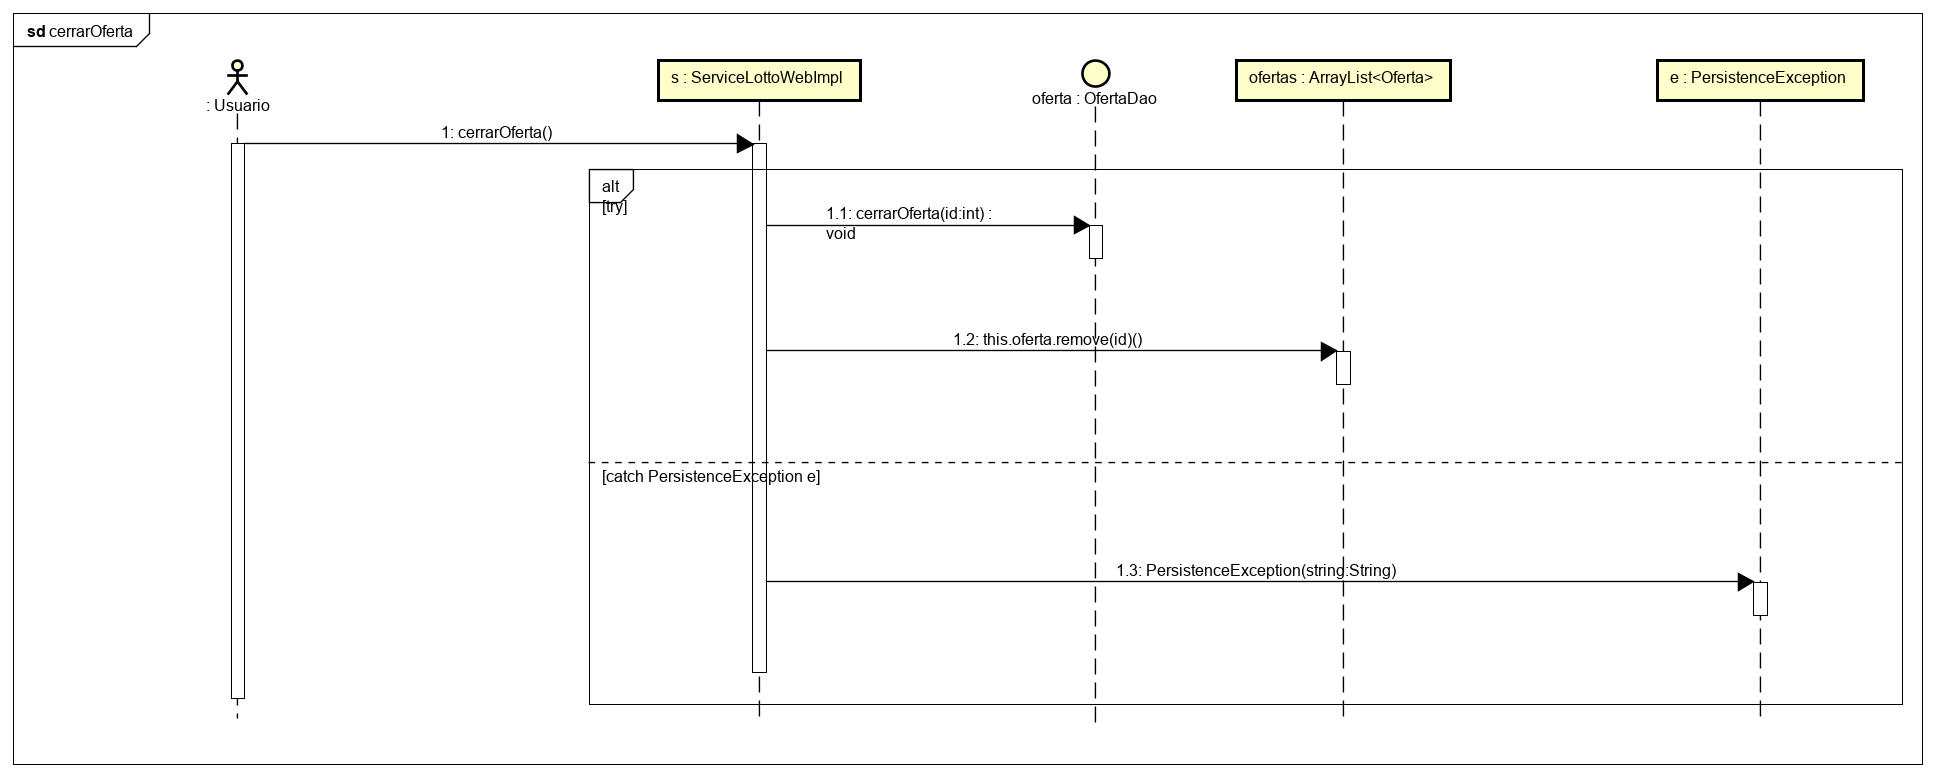 sd cerrarOferta
: Usuario
s : ServiceLottoWebImpl
oferta : OfertaDao
ofertas : ArrayList<Oferta>
e : PersistenceException
1: cerrarOferta()
alt
[try]
1.1: cerrarOferta(id:int) :
void
1.2: this.oferta.remove(id)()
[catch PersistenceException e]
1.3: PersistenceException(string:String)